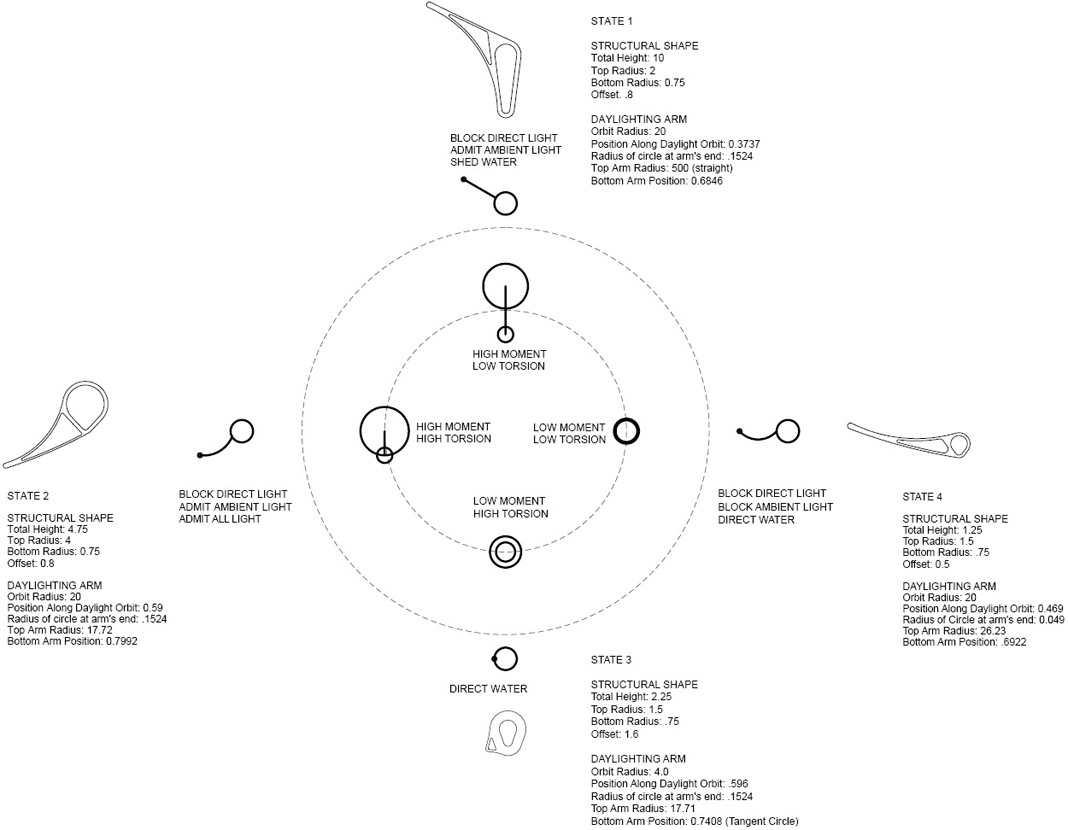 STATE 1
STRUCTURAL SHAPE
Total Height: 10
Top Radius: 2
Bottom Radius: 0.75
Offset. .8
DAYLIGHTING ARM
Orbit Radius: 20
Position Along Daylight Orbit: 0.3737
Radius of circle at arm's end: .1524
Top Arm Radius: 500 (straight)
Bottom Arm Position: 0.6846
BLOCK DIRECT LIGHT
ADMIT AMBIENT LIGHT
SHED WATER
HIGH MOMENT
LOW TORSION
HIGH MOMENT
HIGH TORSION
LOW MOMENT
LOW TORSION
LOW MOMENT
HIGH TORSION
BLOCK DIRECT LIGHT
ADMIT AMBIENT LIGHT
ADMIT ALL LIGHT
BLOCK DIRECT LIGHT
BLOCK AMBIENT LIGHT
DIRECT WATER
STATE 2
STRUCTURAL SHAPE
Total Height: 4.75
Top Radius: 4
Bottom Radius: 0.75
Offset: 0.8
DAYLIGHTING ARM
Orbit Radius: 20
Position Along Daylight Orbit: 0.59
Radius of circle at arm's end: .1524
Top Arm Radius: 17.72
Bottom Arm Position: 0.7992
STATE 4
STRUCTURAL SHAPE
Total Height: 1.25
Top Radius: 1.5
Bottom Radius: .75
Offset: 0.5
DAYLIGHTING ARM
Orbit Radius: 20
Position Along Daylight Orbit: 0.469
Radius of Circle at arm's end: 0.049
Top Arm Radius: 26.23
Bottom Arm Position: .6922
DIRECT WATER
STATE 3
STRUCTURAL SHAPE
Total Height: 2.25
Top Radius: 1.5
Bottom Radius: .75
Offset: 1.6
DAYLIGHTING ARM
Orbit Radius: 4.0
Position Along Daylight Orbit: .596
Radius of circle at arm's end: .1524
Top Arm Radius: 17.71
Bottom Arm Position: 0.7408 (Tangent Circle)